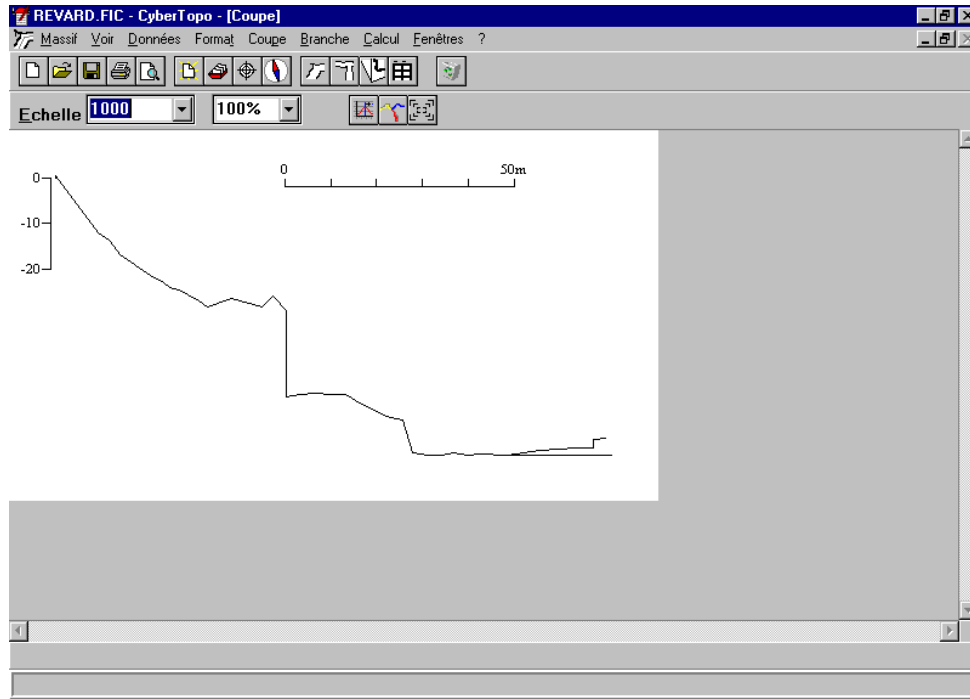 REVARD.FIC - CyberTopo - [Coupe]
Massif Voir Données Format Coupe Branche Calcul Fenêtres ?
Echelle 1000 100%
0 50m
0
-10
-20